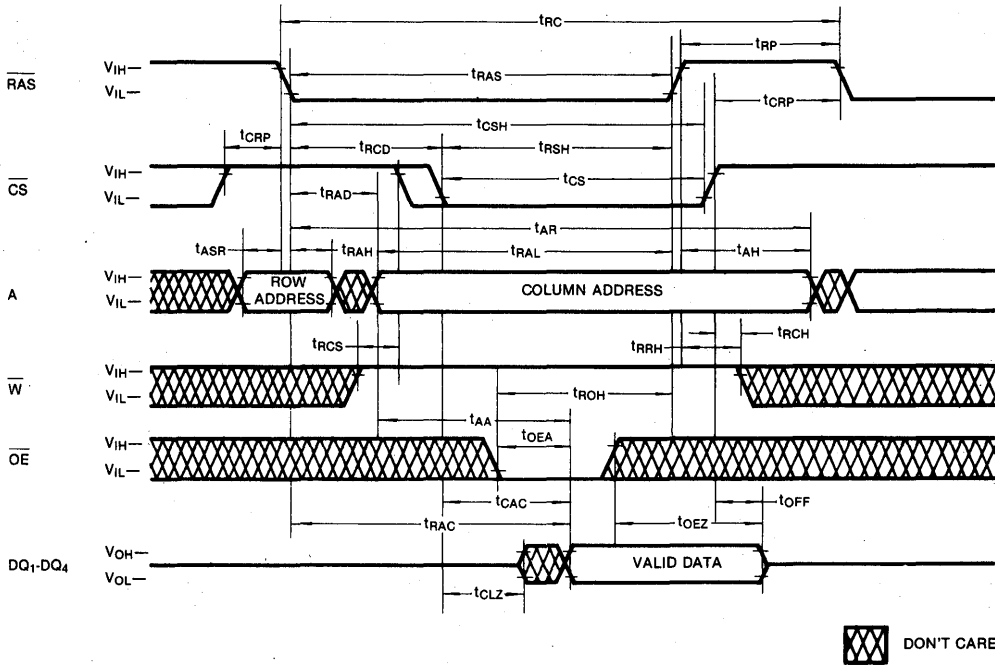 tRC
tRP
RAS
VIH
VIL
tRAS
tCRP
tCSH
tCRP
tRCD
tRSH
CS
VIH
VIL
tRAD
tCS
tAR
tASR
tRAH
tRAL
tAH
A
VIH
VIL
ROW
ADDRESS
COLUMN ADDRESS
tRCS
tRRH
tRCH
W
VIH
VIL
tROH
tAA
tOEA
OE
VIH
VIL
tCAC
tOFF
tRAC
tOEZ
DQ1-DQ4
VOH
VOL
VALID DATA
tCLZ
DON'T CARE